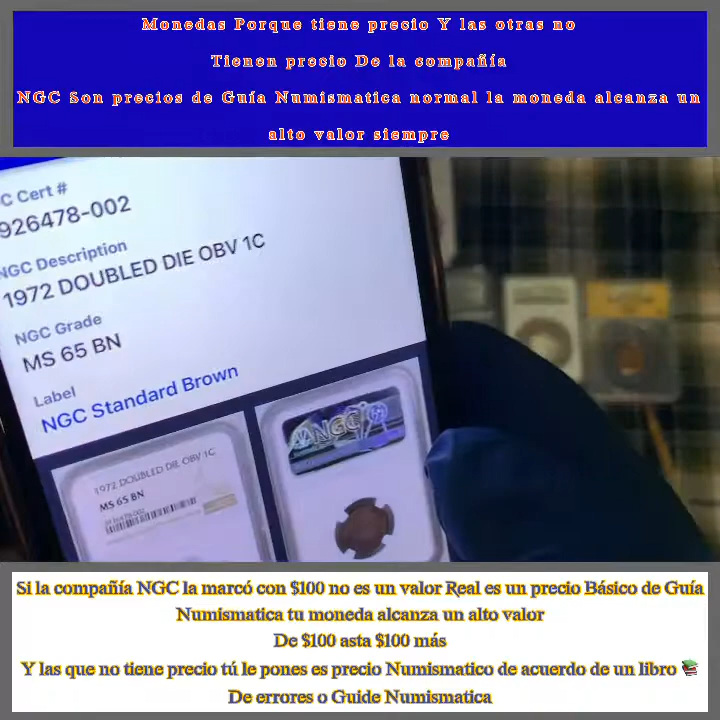 Monedas Porque tiene precio Y las otras no
Tienen precio De la compañía
NGC Son precios de Guía Numismatica normal la moneda alcanza un
alto valor siempre
C Cert #
926478-002
NGC Description
1972 DOUBLED DIE OBV 1C
NGC Grade
MS 65 BN
Label
NGC Standard Brown
1972 DOUBLED DIE OBV 1C
MS 65 BN
NGC
Si la compañía NGC la marcó con $100 no es un valor Real es un precio Básico de Guía
Numismatica tu moneda alcanza un alto valor
De $100 asta $100 más
Y las que no tiene precio tú le pones es precio Numismatico de acuerdo de un libro 📚
De errores o Guide Numismatica